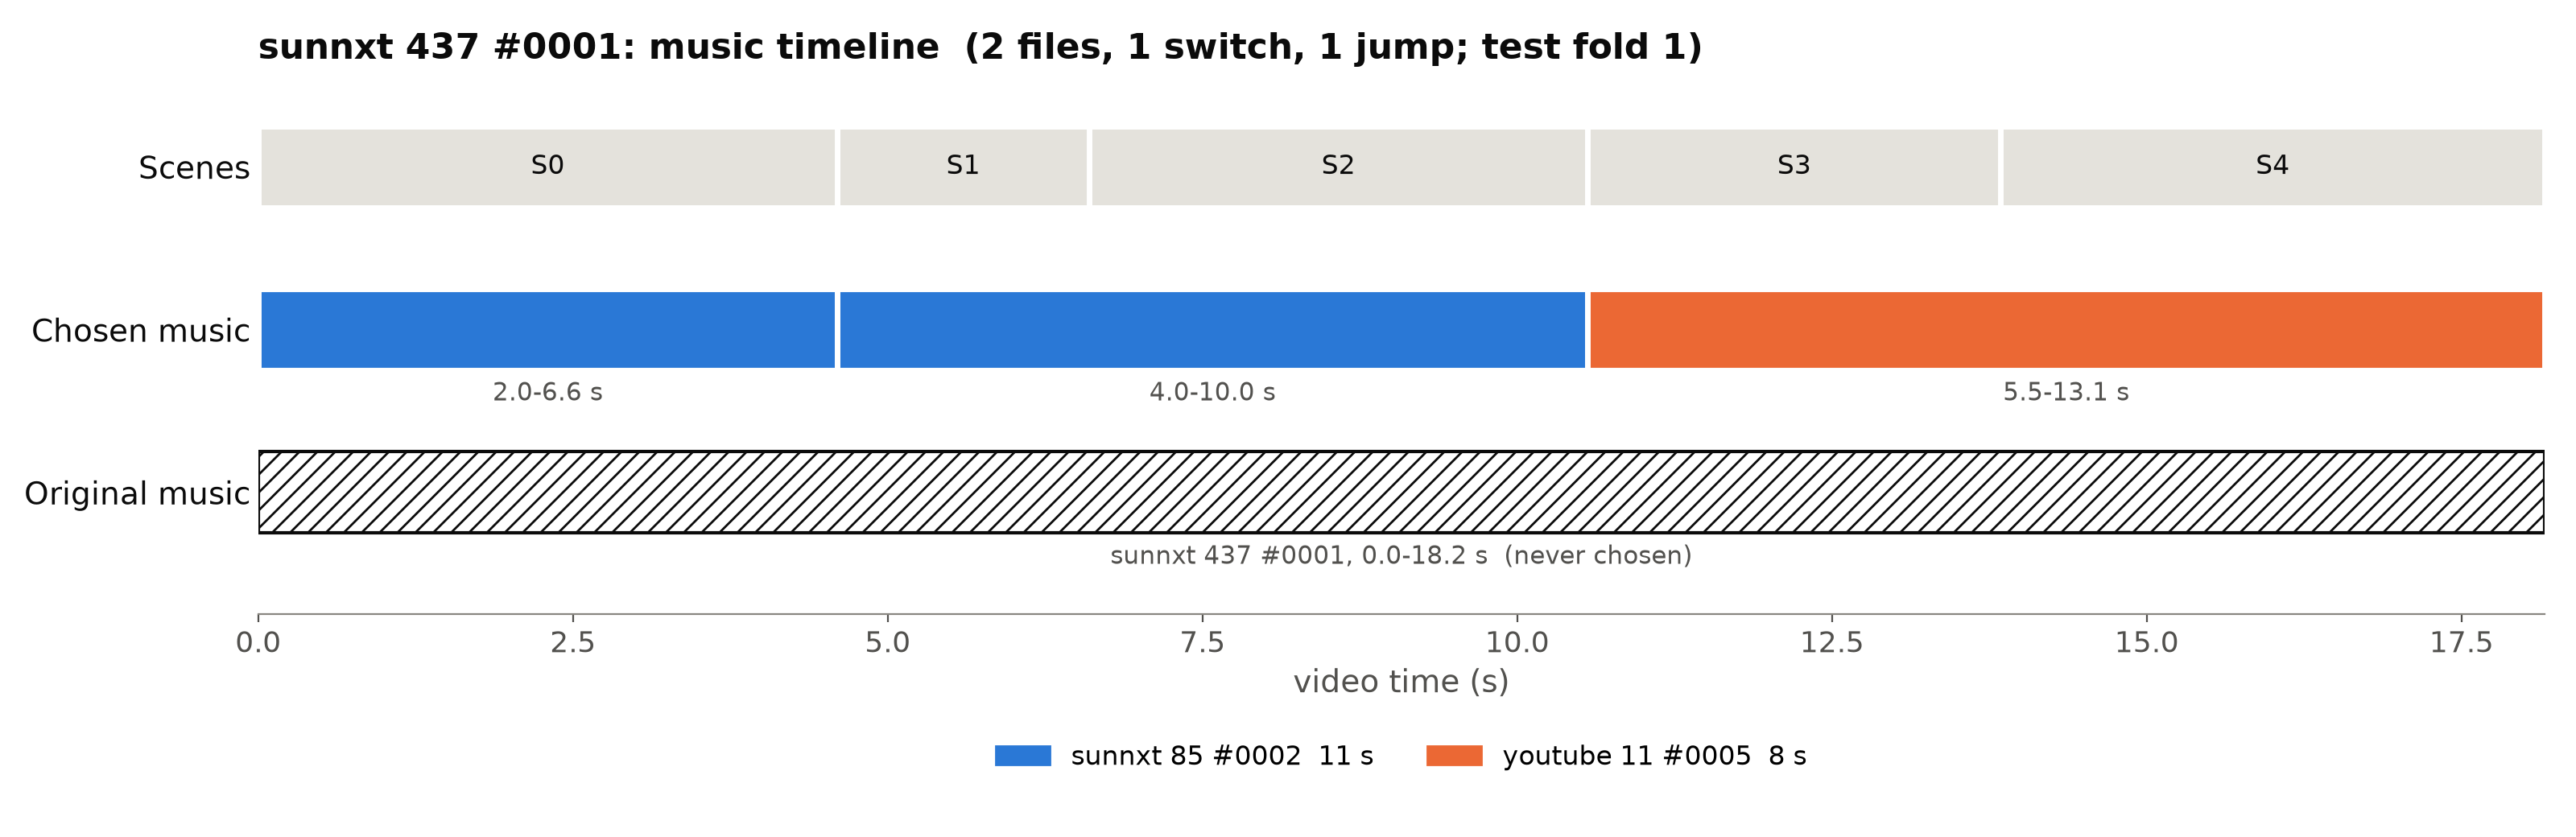 sunnxt 437 #0001: music timeline  (2 files, 1 switch, 1 jump; test fold 1)
Scenes
S0
S1
S2
S3
S4
Chosen music
2.0-6.6 s
4.0-10.0 s
5.5-13.1 s
Original music
sunnxt 437 #0001, 0.0-18.2 s  (never chosen)
0.0
2.5
5.0
7.5
10.0
12.5
15.0
17.5
video time (s)
sunnxt 85 #0002  11 s
youtube 11 #0005  8 s